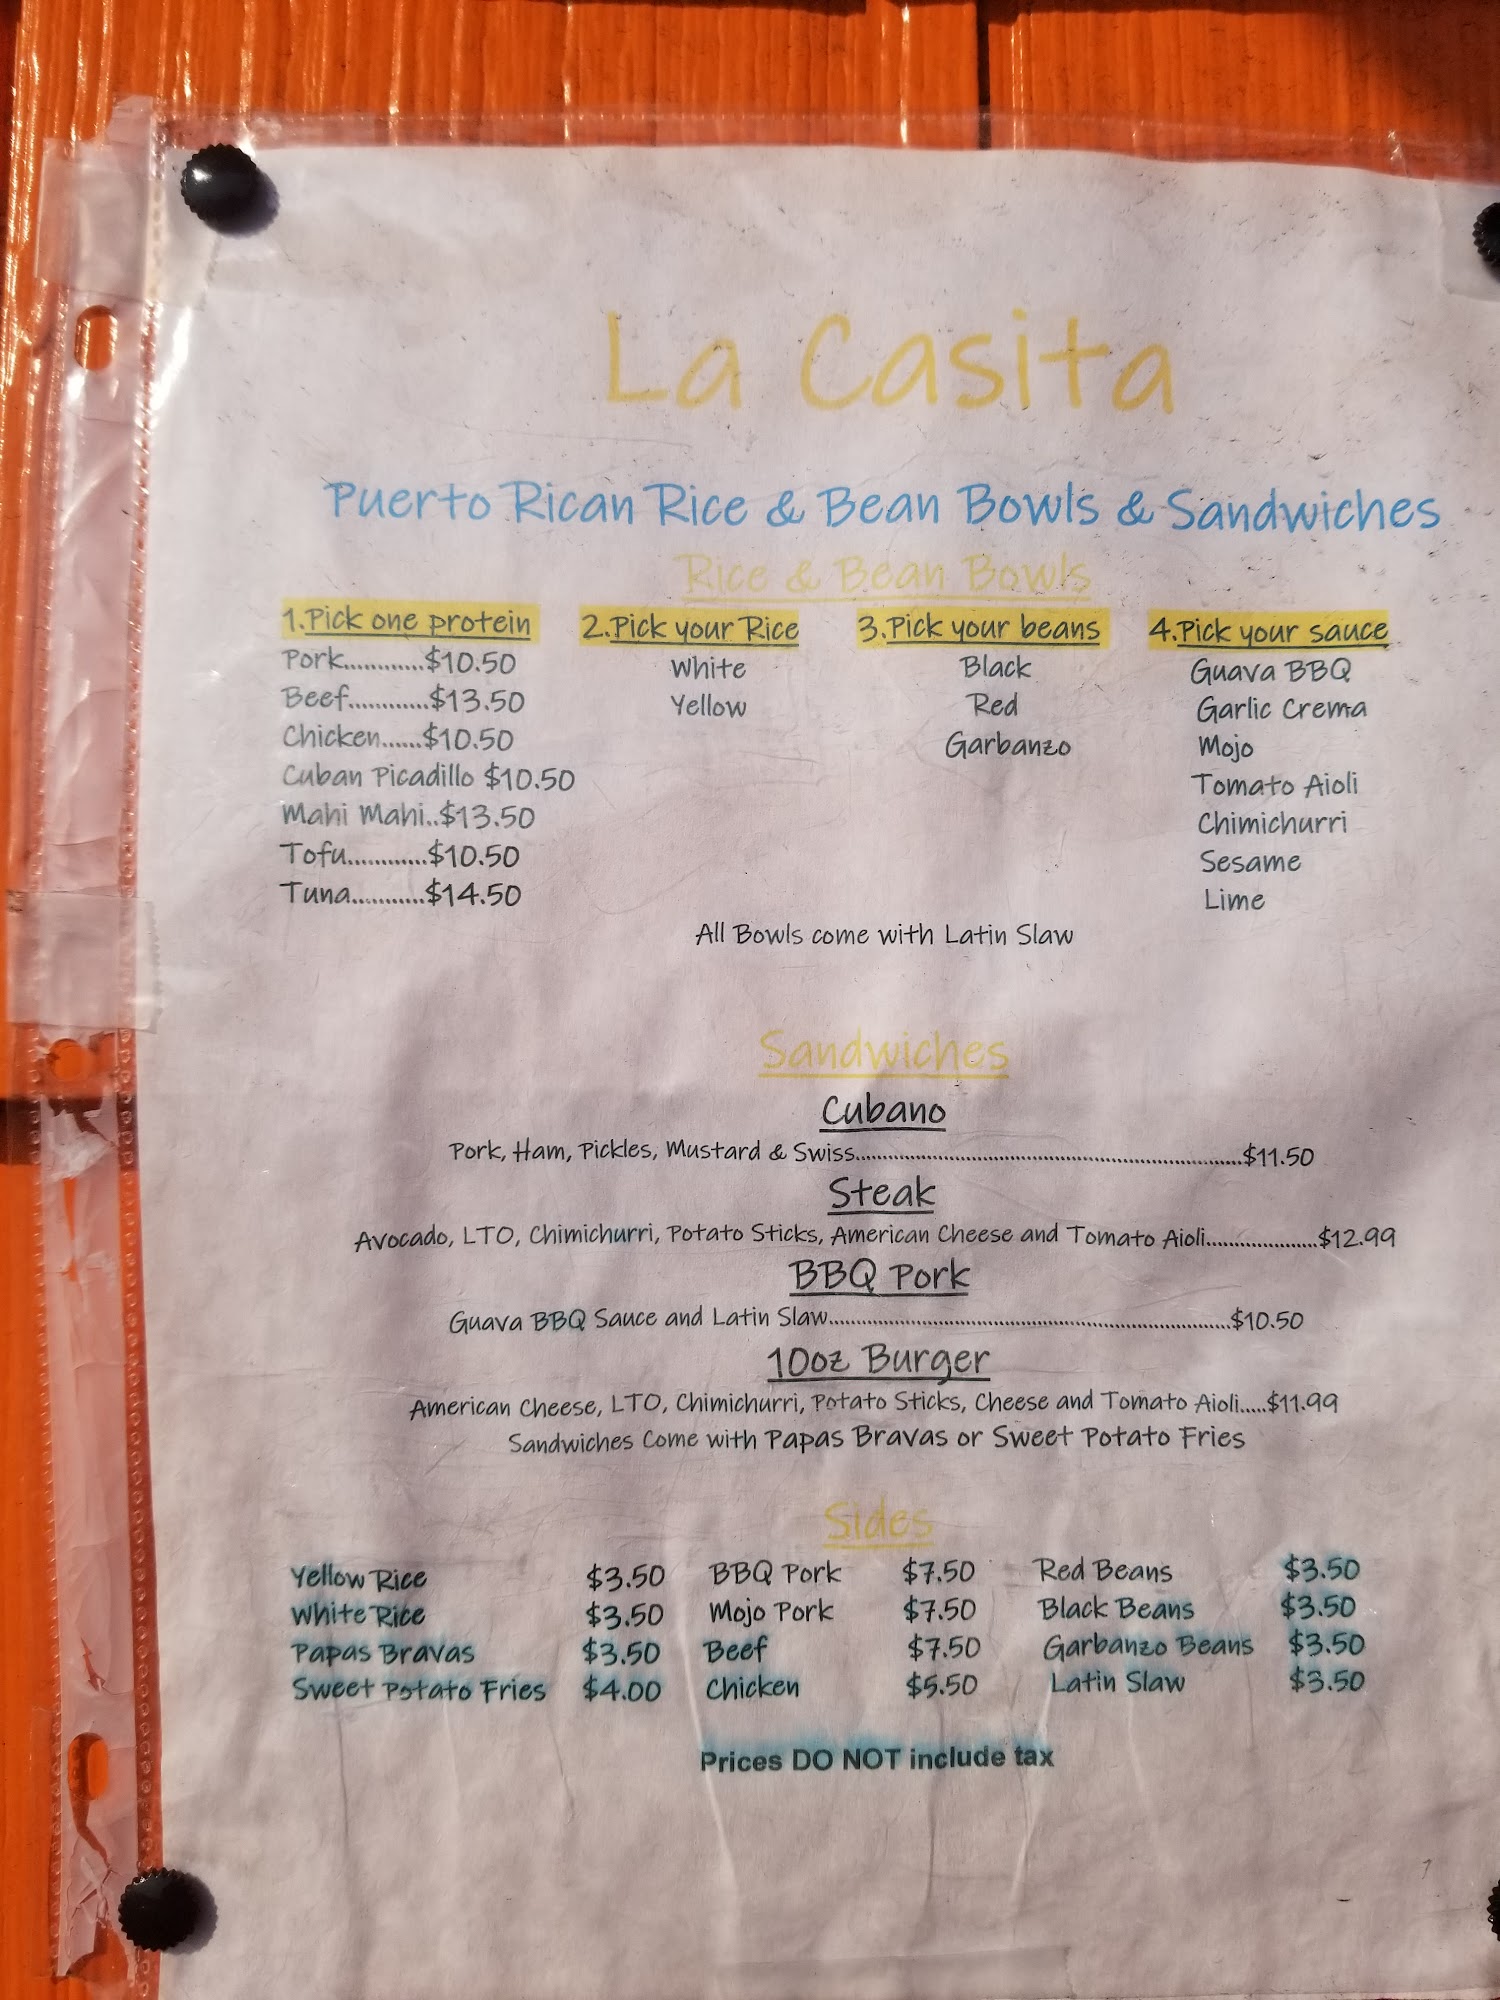 La Casita
Puerto Rican Rice & Bean Bowls & Sandwiches
Rice & Bean Bowls
1.Pick one protein
Pork............$10.50
Beef............$13.50
Chicken......$10.50
Cuban Picadillo $10.50
Mahi Mahi..$13.50
Tofu............$10.50
Tuna...........$14.50
2.Pick your Rice
White
Yellow
3.Pick your beans
Black
Red
Garbanzo
4.Pick your sauce
Guava BBQ
Garlic Crema
Mojo
Tomato Aioli
Chimichurri
Sesame
Lime
All Bowls come with Latin Slaw
Sandwiches
Cubano
Pork, Ham, Pickles, Mustard & Swiss..............................................................................$11.50
Steak
Avocado, LTO, Chimichurri, Potato Sticks, American Cheese and Tomato Aioli.....................$12.99
BBQ Pork
Guava BBQ Sauce and Latin Slaw.................................................................................$10.50
10oz Burger
American Cheese, LTO, Chimichurri, Potato Sticks, Cheese and Tomato Aioli.....$11.99
Sandwiches Come with Papas Bravas or Sweet Potato Fries
Sides
Yellow Rice $3.50 BBQ Pork $7.50 Red Beans $3.50
White Rice $3.50 Mojo Pork $7.50 Black Beans $3.50
Papas Bravas $3.50 Beef $7.50 Garbanzo Beans $3.50
Sweet Potato Fries $4.00 Chicken $5.50 Latin Slaw $3.50
Prices DO NOT include tax